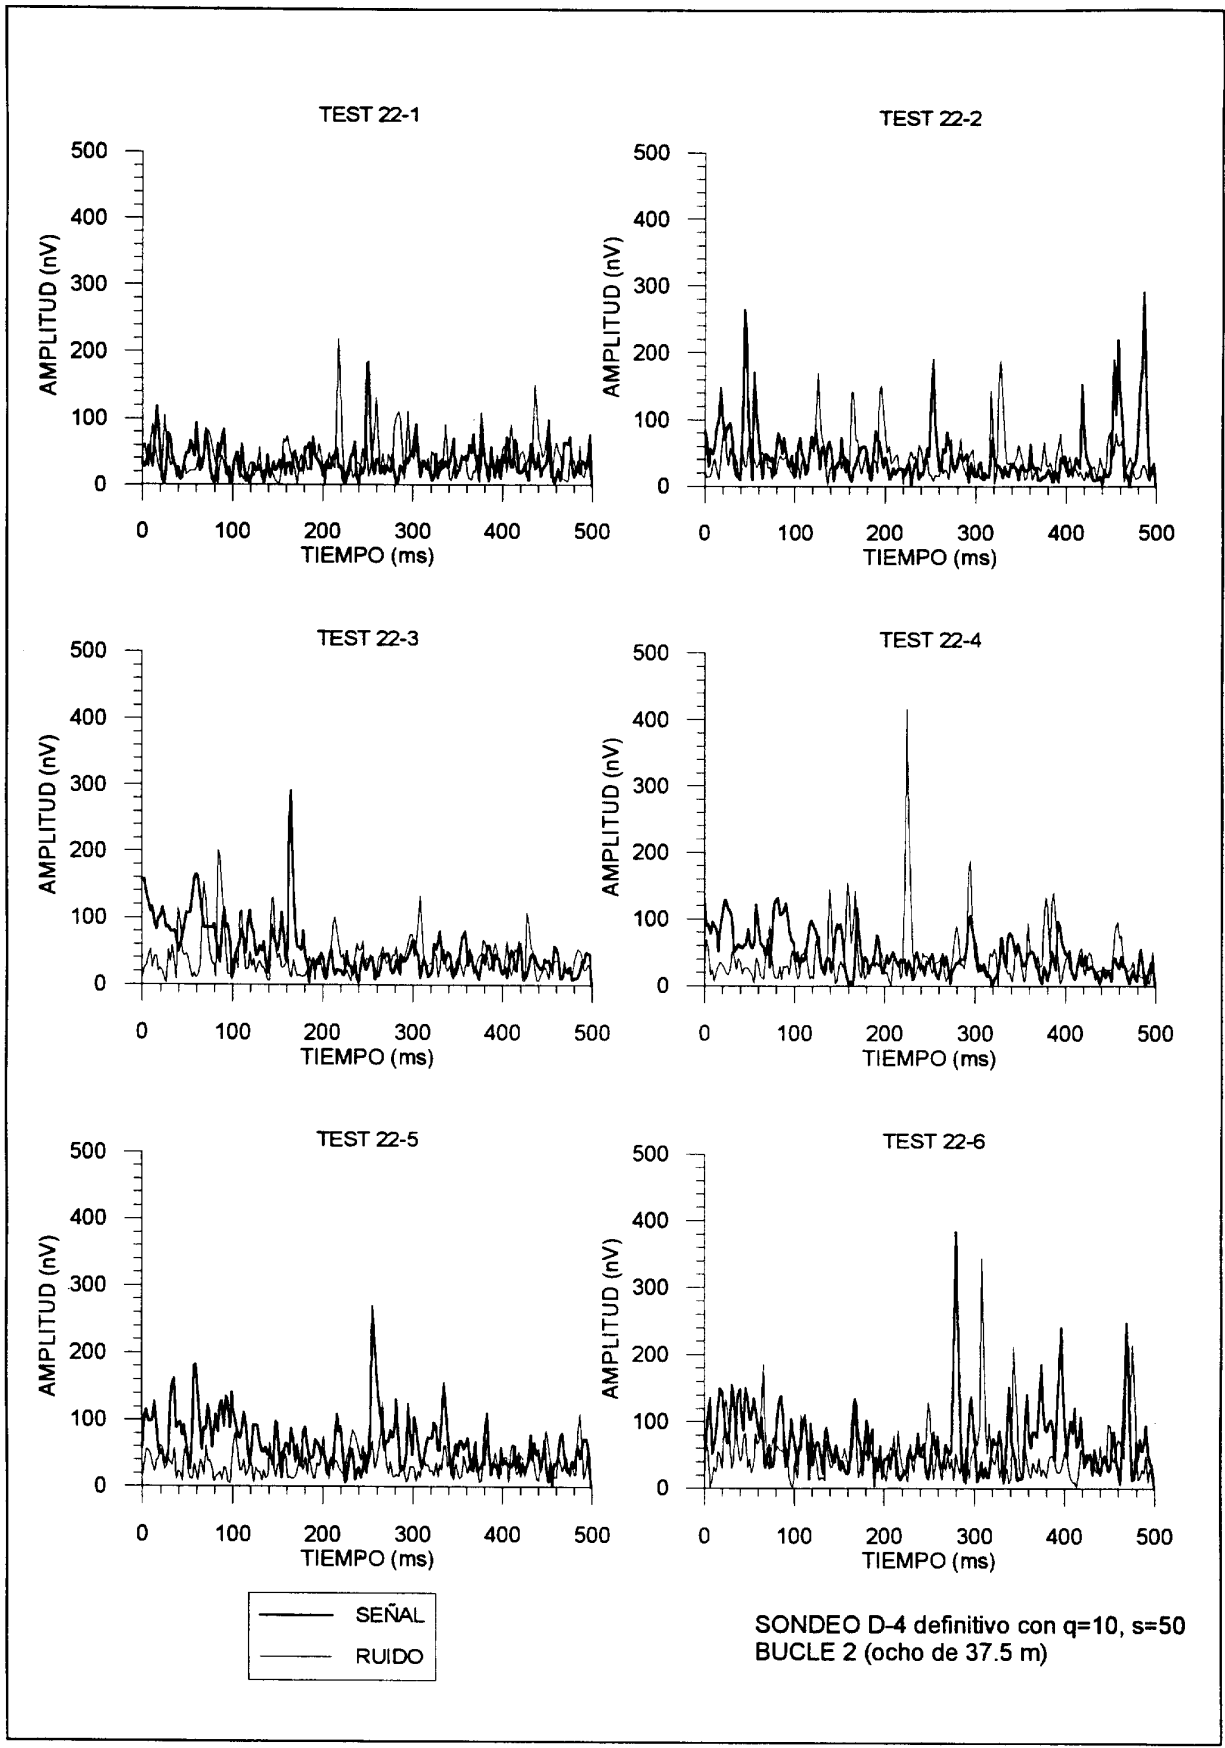 TEST 22-1
500
400
300
200
100
0
AMPLITUD (nV)
0 100 200 300 400 500
TIEMPO (ms)
TEST 22-2
500
400
300
200
100
0
AMPLITUD (nV)
0 100 200 300 400 500
TIEMPO (ms)
TEST 22-3
500
400
300
200
100
0
AMPLITUD (nV)
0 100 200 300 400 500
TIEMPO (ms)
TEST 22-4
500
400
300
200
100
0
AMPLITUD (nV)
0 100 200 300 400 500
TIEMPO (ms)
TEST 22-5
500
400
300
200
100
0
AMPLITUD (nV)
0 100 200 300 400 500
TIEMPO (ms)
TEST 22-6
500
400
300
200
100
0
AMPLITUD (nV)
0 100 200 300 400 500
TIEMPO (ms)
SEÑAL
RUIDO
SONDEO D-4 definitivo con q=10, s=50
BUCLE 2 (ocho de 37.5 m)